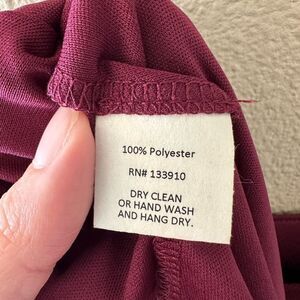 100% Polyester
RN# 133910
DRY CLEAN
OR HAND WASH
AND HANG DRY.